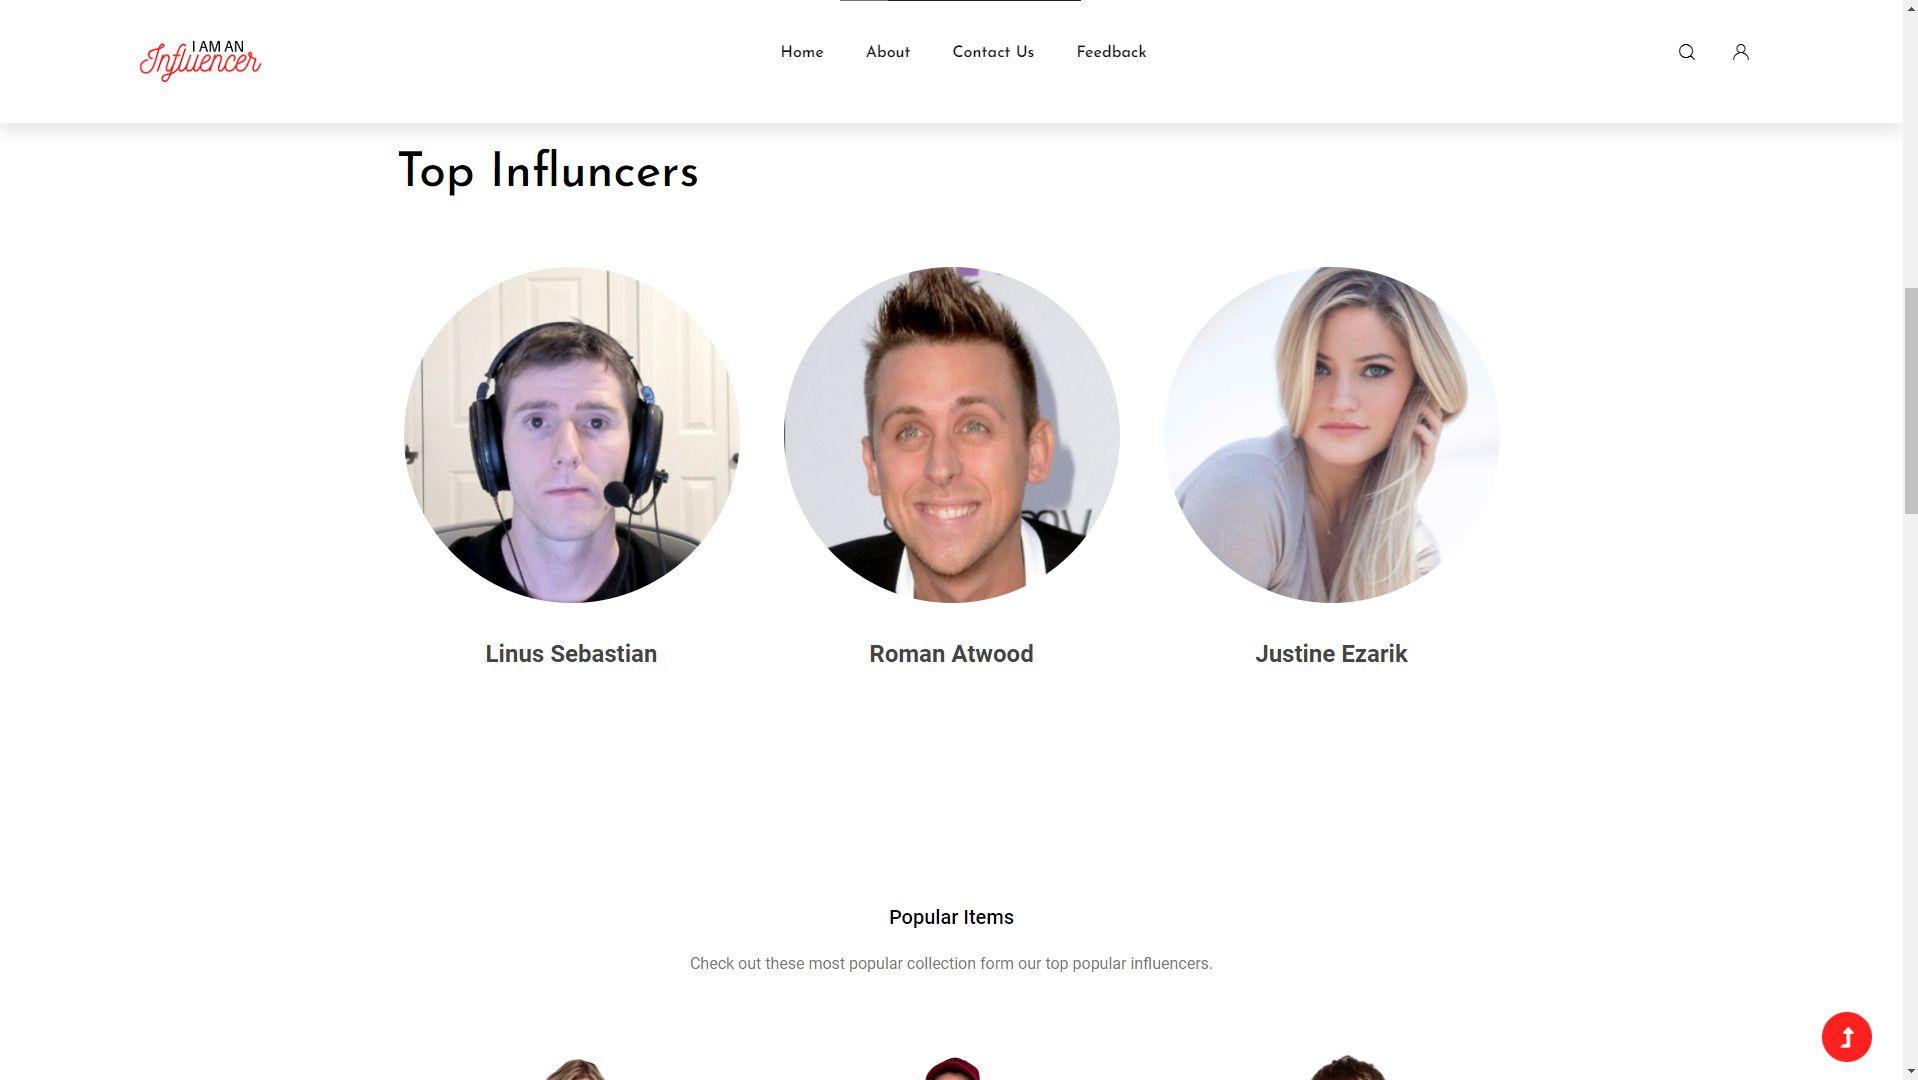 I AM AN
Influencer
Home About Contact Us Feedback
Top Influncers
Linus Sebastian Roman Atwood Justine Ezarik
Popular Items
Check out these most popular collection form our top popular influencers.